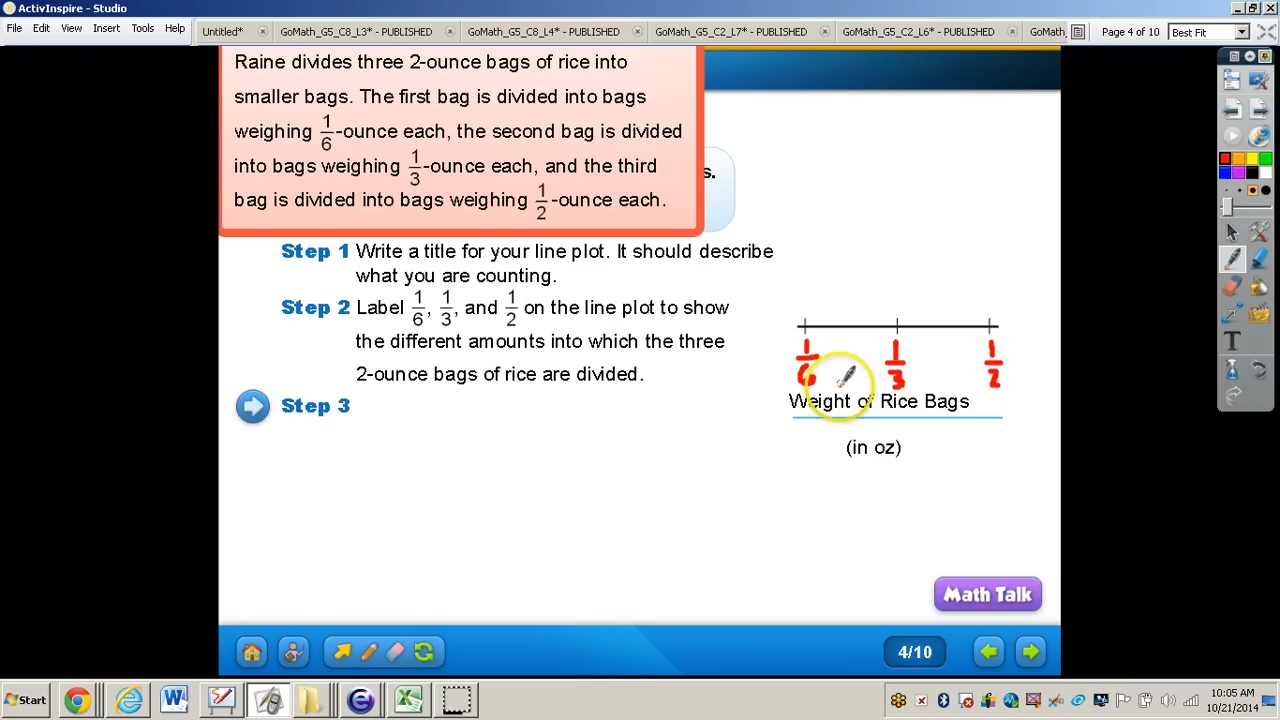 ActivInspire - Studio
File Edit View Insert Tools Help
Untitled* GoMath_G5_C8_L3* - PUBLISHED GoMath_G5_C9_L4* - PUBLISHED GoMath_G5_C2_L7* - PUBLISHED GoMath_G5_C2_L6* - PUBLISHED GoMath_ Page 4 of 10 Best Fit
Raine divides three 2-ounce bags of rice into
smaller bags. The first bag is divided into bags
weighing 1/6-ounce each, the second bag is divided
into bags weighing 1/3-ounce each, and the third
bag is divided into bags weighing 1/2-ounce each.
s.
Step 1 Write a title for your line plot. It should describe
what you are counting.
Step 2 Label 1/6, 1/3, and 1/2 on the line plot to show
the different amounts into which the three
2-ounce bags of rice are divided.
Step 3
1/6 1/3 1/2
Weight of Rice Bags
(in oz)
Math Talk
4/10
Start
10:05 AM
10/21/2014